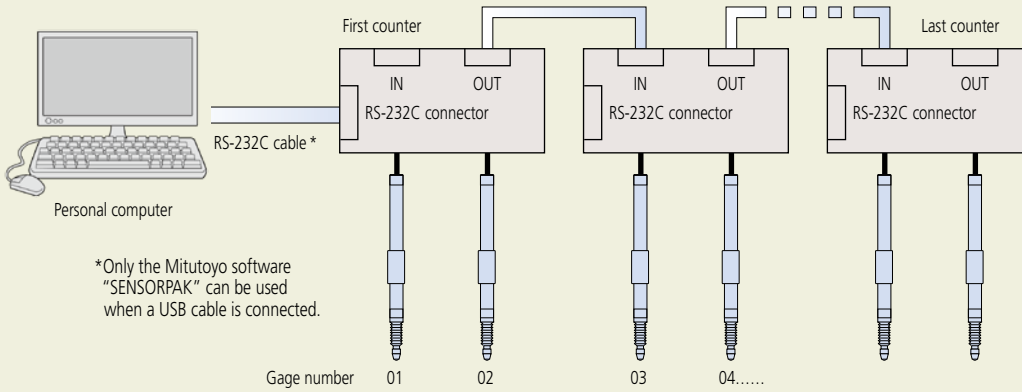 First counter
Last counter
IN OUT
RS-232C connector
IN OUT
RS-232C connector
IN OUT
RS-232C connector
RS-232C cable *
Personal computer
*Only the Mitutoyo software
“SENSORPAK” can be used
when a USB cable is connected.
Gage number 01 02 03 04......